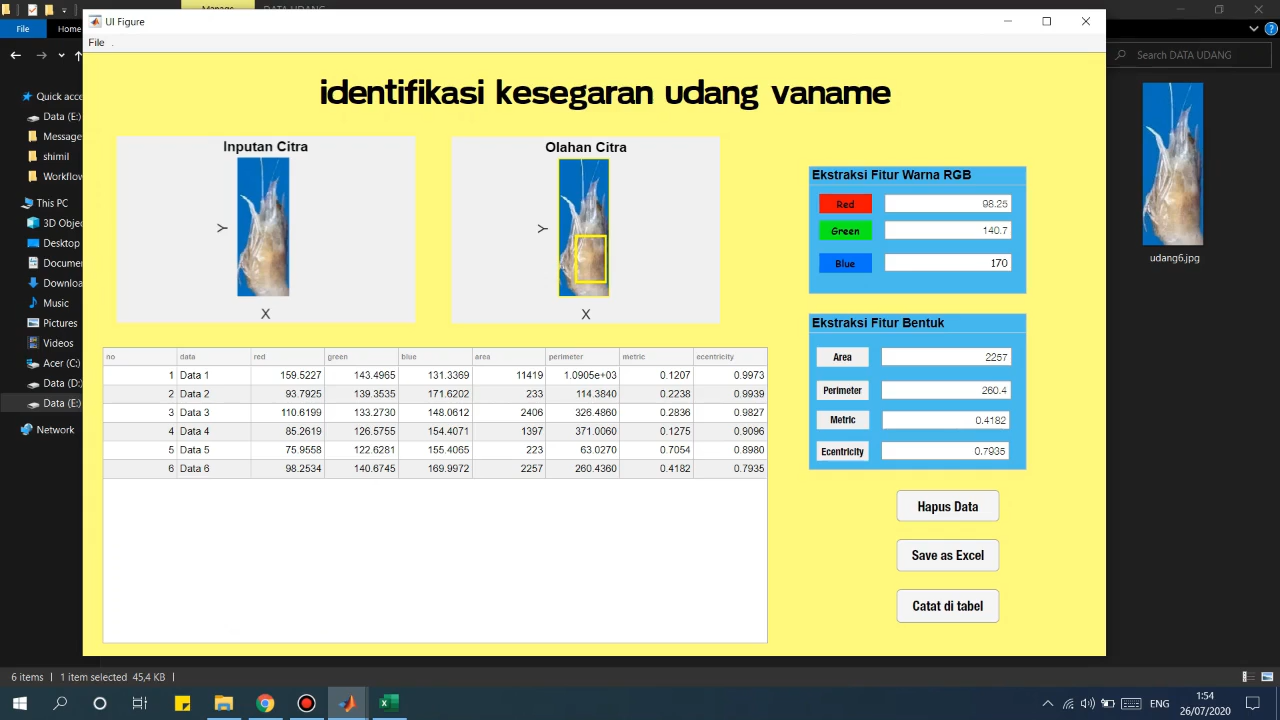 Manage
DATA UDANG
UI Figure
File
Home
File .
Search DATA UDANG
identifikasi kesegaran udang vaname
Quick acce
Data (E:)
Message
shimil
Workflow
This PC
3D Objec
Desktop
Documen
Downloa
Music
Pictures
Videos
Acer (C:)
Data (D:)
Data (E:)
Network
Inputan Citra
Y
X
Olahan Citra
Y
X
Ekstraksi Fitur Warna RGB
Red 98.25
Green 140.7
Blue 170
udang6.jpg
Ekstraksi Fitur Bentuk
Area 2257
Perimeter 260.4
Metric 0.4182
Ecentricity 0.7935
no data red green blue area perimeter metric ecentricity
1 Data 1 159.5227 143.4965 131.3369 11419 1.0905e+03 0.1207 0.9973
2 Data 2 93.7925 139.3535 171.6202 233 114.3840 0.2238 0.9939
3 Data 3 110.6199 133.2730 148.0612 2406 326.4860 0.2836 0.9827
4 Data 4 88.2619 126.5755 154.4071 1397 371.0060 0.1275 0.9096
5 Data 5 75.9558 122.6281 155.4065 223 63.0270 0.7054 0.8980
6 Data 6 98.2534 140.6745 169.9972 2257 260.4360 0.4182 0.7935
Hapus Data
Save as Excel
Catat di tabel
6 items 1 item selected 45,4 KB
ENG
1:54
26/07/2020